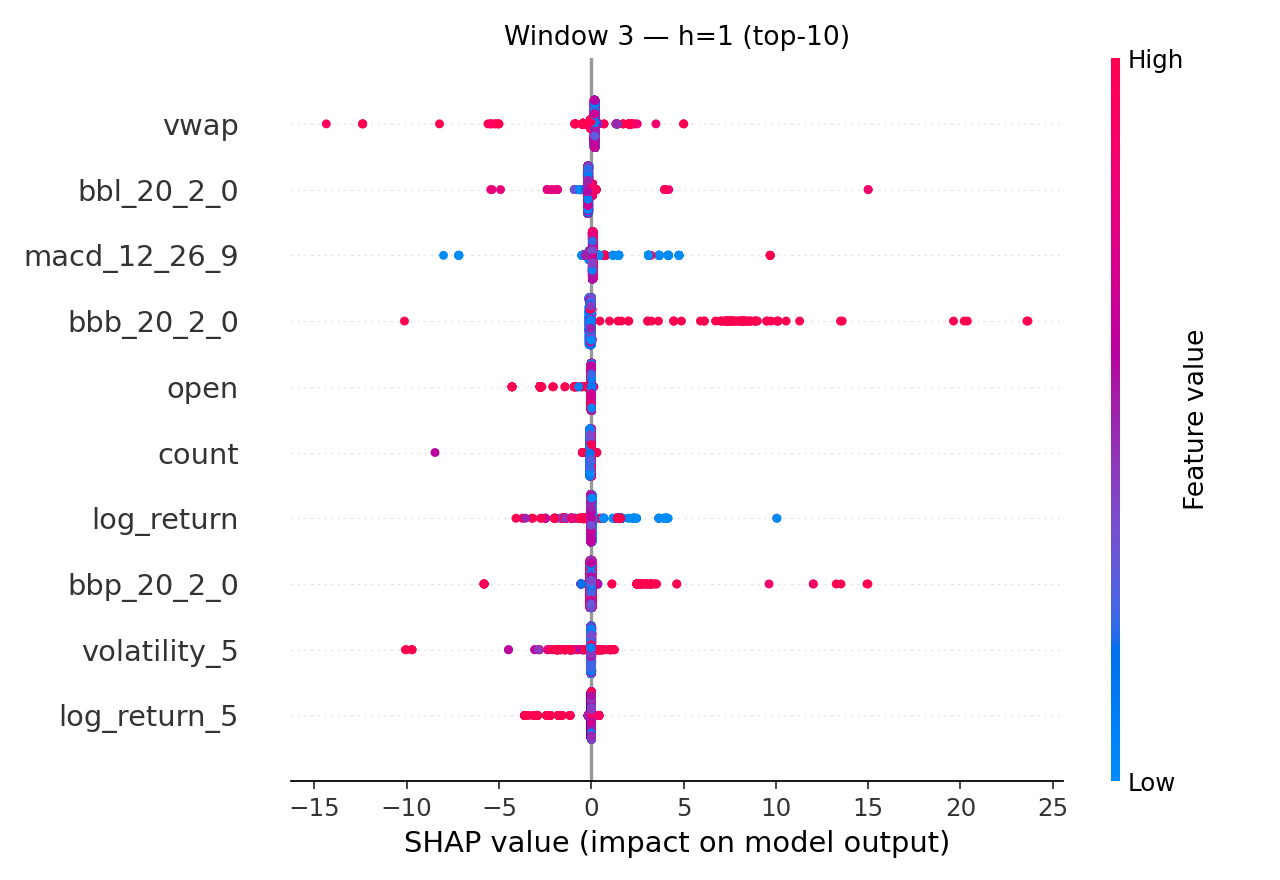 Window 3 — h=1 (top-10)
High
vwap
bbl_20_2_0
macd_12_26_9
bbb_20_2_0
open
count
log_return
bbp_20_2_0
volatility_5
log_return_5
Feature value
Low
−15 −10 −5 0 5 10 15 20 25
SHAP value (impact on model output)